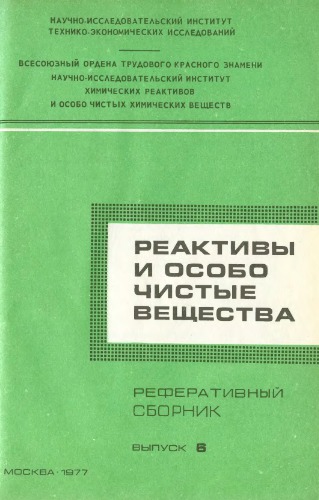 НАУЧНО-ИССЛЕДОВАТЕЛЬСКИЙ ИНСТИТУТ
ТЕХНИКО-ЭКОНОМИЧЕСКИХ ИССЛЕДОВАНИЙ
ВСЕСОЮЗНЫЙ ОРДЕНА ТРУДОВОГО КРАСНОГО ЗНАМЕНИ
НАУЧНО-ИССЛЕДОВАТЕЛЬСКИЙ ИНСТИТУТ
ХИМИЧЕСКИХ РЕАКТИВОВ
И ОСОБО ЧИСТЫХ ХИМИЧЕСКИХ ВЕЩЕСТВ
РЕАКТИВЫ
И ОСОБО
ЧИСТЫЕ
ВЕЩЕСТВА
РЕФЕРАТИВНЫЙ
СБОРНИК
ВЫПУСК 6
МОСКВА-1977